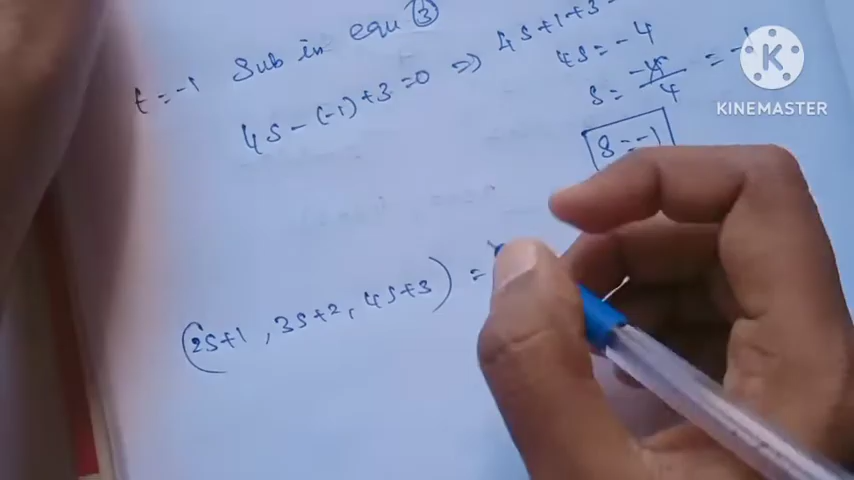 t = -1 Sub in equ ③
4s - (-1) + 3 = 0 ⇒ 4s + 1 + 3
4s = -4
s = -4/4 = -1
s = -1
(2s+1, 3s+2, 4s+3) =
KINEMASTER